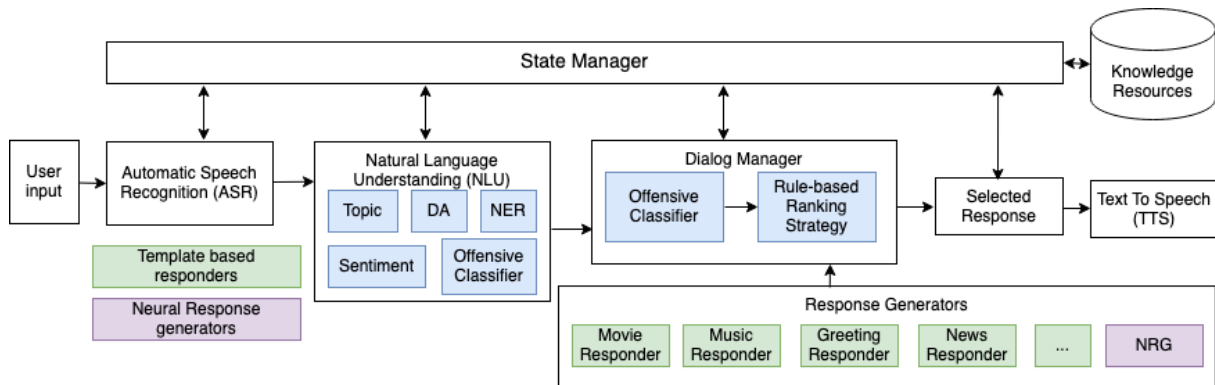 State Manager
Knowledge
Resources
User
input
Automatic Speech
Recognition (ASR)
Natural Language
Understanding (NLU)
Topic
DA
NER
Sentiment
Offensive
Classifier
Dialog Manager
Offensive
Classifier
Rule-based
Ranking
Strategy
Selected
Response
Text To Speech
(TTS)
Template based
responders
Neural Response
generators
Response Generators
Movie
Responder
Music
Responder
Greeting
Responder
News
Responder
...
NRG